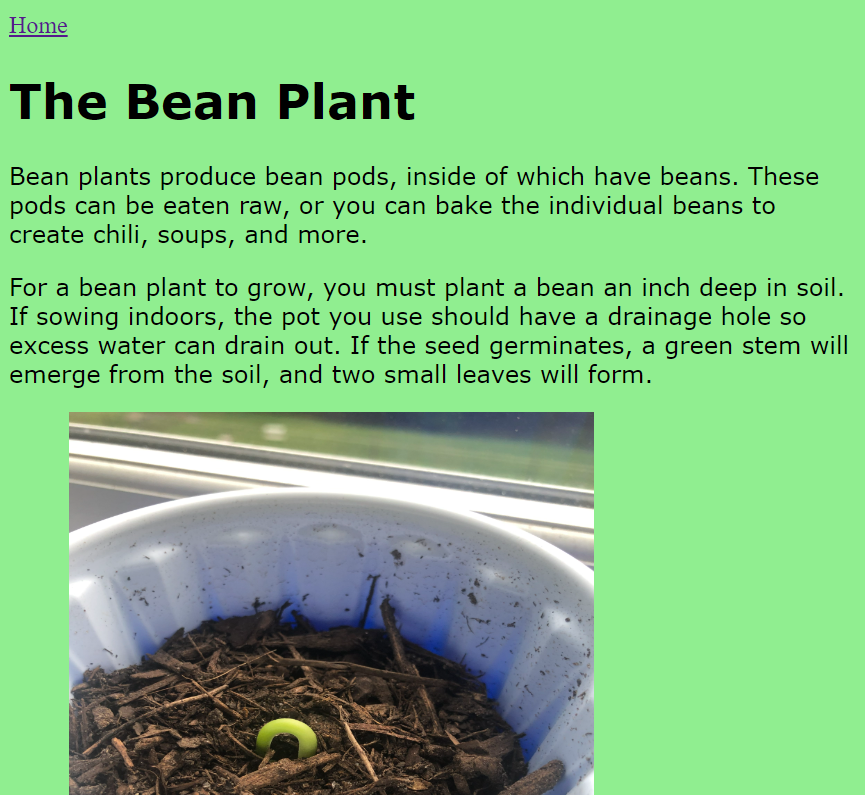 Home
The Bean Plant
Bean plants produce bean pods, inside of which have beans. These
pods can be eaten raw, or you can bake the individual beans to
create chili, soups, and more.
For a bean plant to grow, you must plant a bean an inch deep in soil.
If sowing indoors, the pot you use should have a drainage hole so
excess water can drain out. If the seed germinates, a green stem will
emerge from the soil, and two small leaves will form.